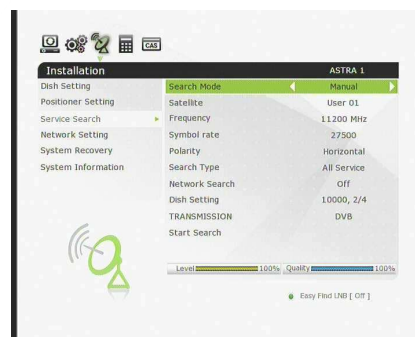 CAS
Installation ASTRA 1
Dish Setting
Positioner Setting
Service Search
Network Setting
System Recovery
System Information
Search Mode Manual
Satellite User 01
Frequency 11200 MHz
Symbol rate 27500
Polarity Horizontal
Search Type All Service
Network Search Off
Dish Setting 10000, 2/4
TRANSMISSION DVB
Start Search
Level 100% Quality 100%
Easy Find LNB [ Off ]